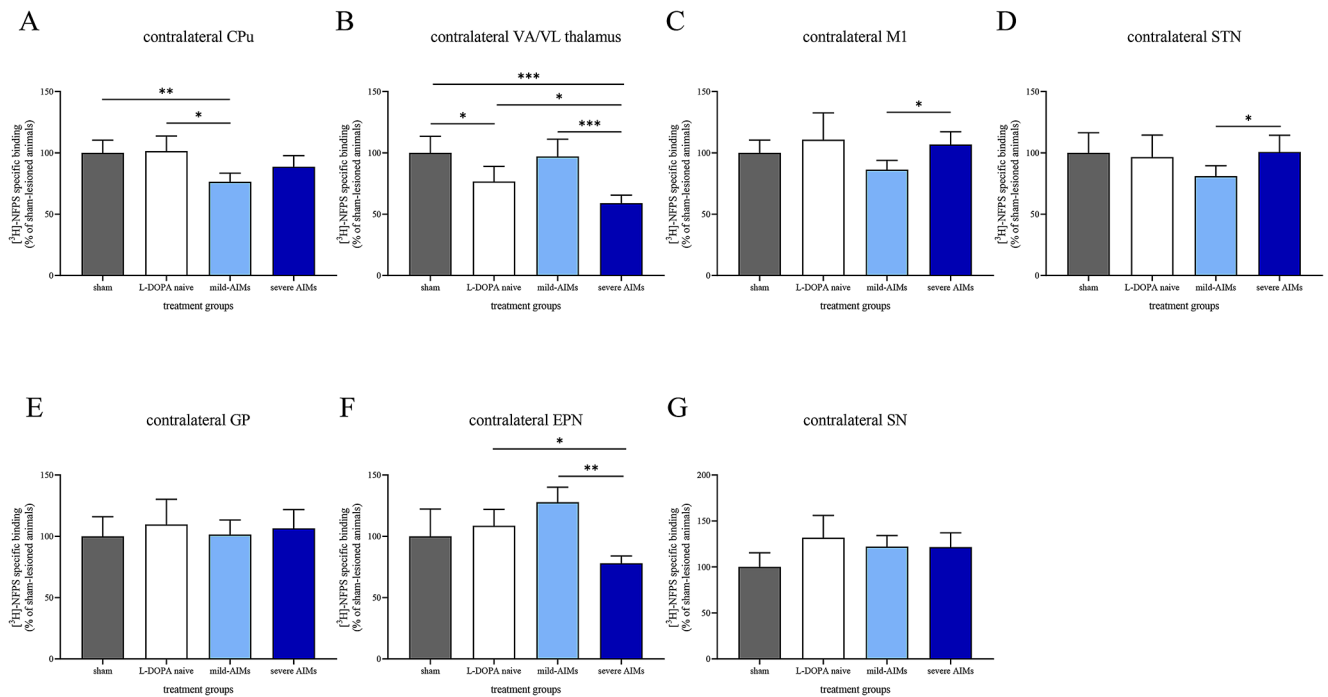 A
contralateral CPu
[³H]-NFPS specific binding
(% of sham-lesioned animals)
150
100
50
0
**
*
sham
L-DOPA naive
mild-AIMs
severe AIMs
treatment groups
B
contralateral VA/VL thalamus
[³H]-NFPS specific binding
(% of sham-lesioned animals)
150
100
50
0
***
*
*
***
sham
L-DOPA naive
mild-AIMs
severe AIMs
treatment groups
C
contralateral M1
[³H]-NFPS specific binding
(% of sham-lesioned animals)
150
100
50
0
*
sham
L-DOPA naive
mild-AIMs
severe AIMs
treatment groups
D
contralateral STN
[³H]-NFPS specific binding
(% of sham-lesioned animals)
150
100
50
0
*
sham
L-DOPA naive
mild-AIMs
severe AIMs
treatment groups
E
contralateral GP
[³H]-NFPS specific binding
(% of sham-lesioned animals)
150
100
50
0
sham
L-DOPA naive
mild-AIMs
severe AIMs
treatment groups
F
contralateral EPN
[³H]-NFPS specific binding
(% of sham-lesioned animals)
150
100
50
0
*
**
sham
L-DOPA naive
mild-AIMs
severe AIMs
treatment groups
G
contralateral SN
[³H]-NFPS specific binding
(% of sham-lesioned animals)
200
150
100
50
0
sham
L-DOPA naive
mild-AIMs
severe AIMs
treatment groups